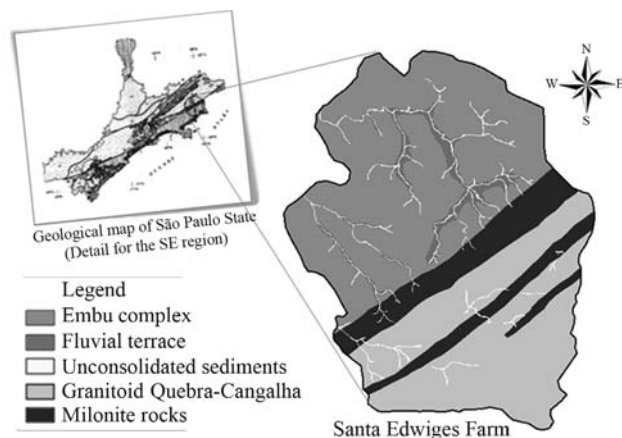 N
W E
S
Geological map of São Paulo State
(Detail for the SE region)
Legend
Embu complex
Fluvial terrace
Unconsolidated sediments
Granitoid Quebra-Cangalha
Milonite rocks
Santa Edwiges Farm